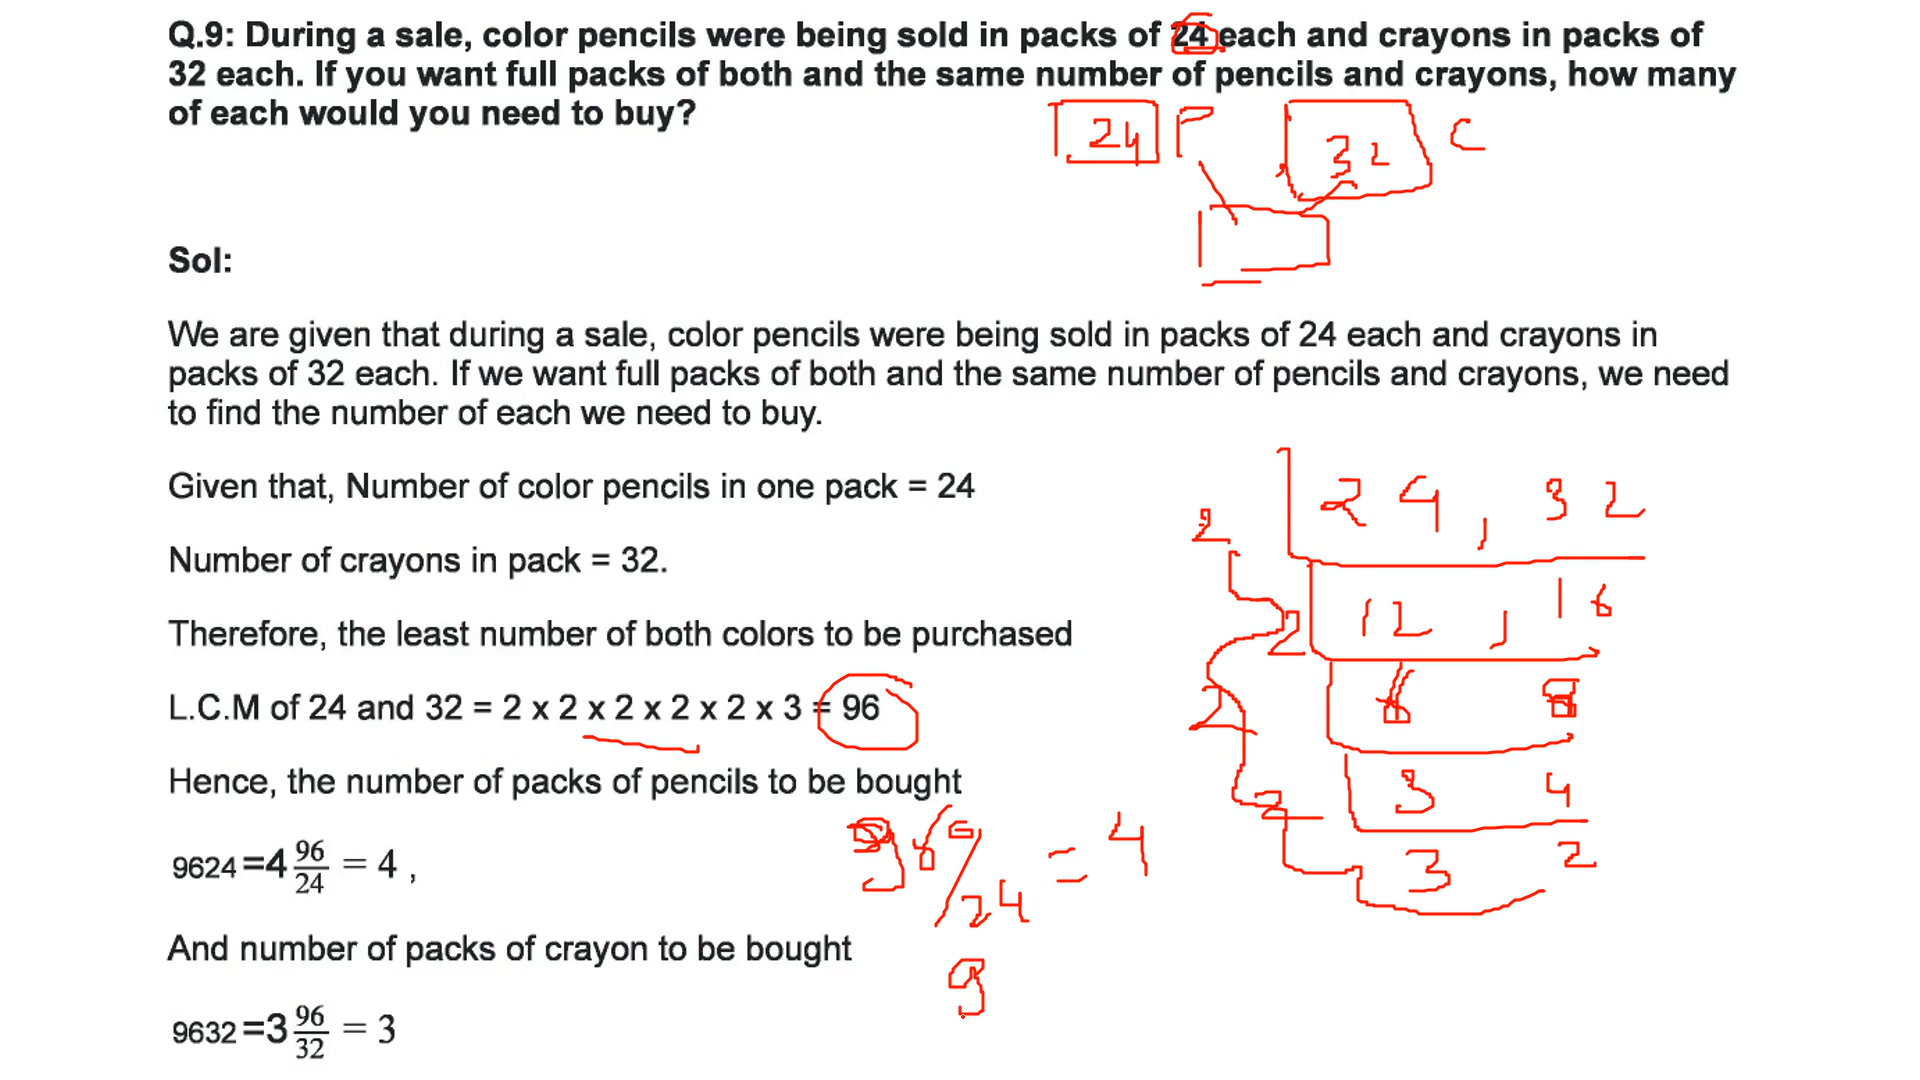 Q.9: During a sale, color pencils were being sold in packs of 24 each and crayons in packs of
32 each. If you want full packs of both and the same number of pencils and crayons, how many
of each would you need to buy?
24 P 32 C
Sol:
We are given that during a sale, color pencils were being sold in packs of 24 each and crayons in
packs of 32 each. If we want full packs of both and the same number of pencils and crayons, we need
to find the number of each we need to buy.
Given that, Number of color pencils in one pack = 24
2 24, 32
Number of crayons in pack = 32.
2 12, 16
Therefore, the least number of both colors to be purchased
L.C.M of 24 and 32 = 2 x 2 x 2 x 2 x 2 x 3 = 96
2 6 8
Hence, the number of packs of pencils to be bought
2 3 4
9624 =4 96/24 = 4 ,
96/24 = 4
3 2
And number of packs of crayon to be bought
9
9632 =3 96/32 = 3